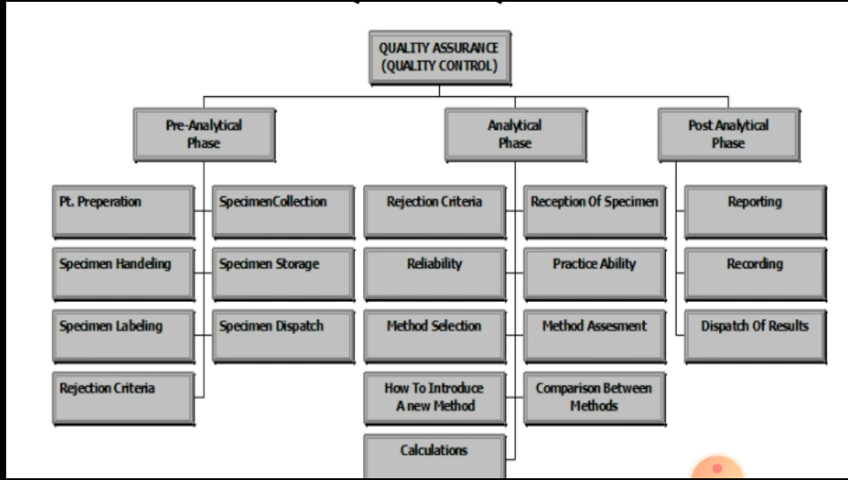 QUALITY ASSURANCE
(QUALITY CONTROL)
Pre-Analytical
Phase
Analytical
Phase
Post Analytical
Phase
Pt. Preperation
SpecimenCollection
Rejection Criteria
Reception Of Specimen
Reporting
Specimen Handeling
Specimen Storage
Reliability
Practice Ability
Recording
Specimen Labeling
Specimen Dispatch
Method Selection
Method Assesment
Dispatch Of Results
Rejection Criteria
How To Introduce
A new Method
Comparison Between
Methods
Calculations